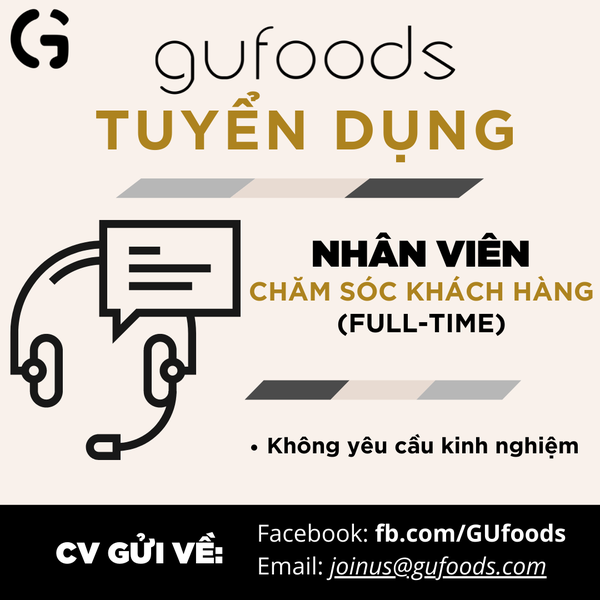 gufoods
TUYỂN DỤNG
NHÂN VIÊN
CHĂM SÓC KHÁCH HÀNG
(FULL-TIME)
• Không yêu cầu kinh nghiệm
CV GỬI VỀ:
Facebook: fb.com/GUfoods
Email: joinus@gufoods.com